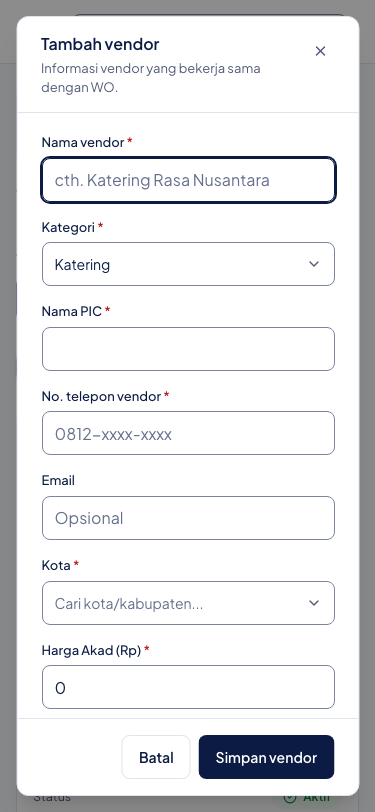 Tambah vendor
Informasi vendor yang bekerja sama
dengan WO.
Nama vendor *
cth. Katering Rasa Nusantara
Kategori *
Katering
Nama PIC *
No. telepon vendor *
0812–xxxx-xxxx
Email
Opsional
Kota *
Cari kota/kabupaten...
Harga Akad (Rp) *
0
Batal
Simpan vendor
Status
Aktif